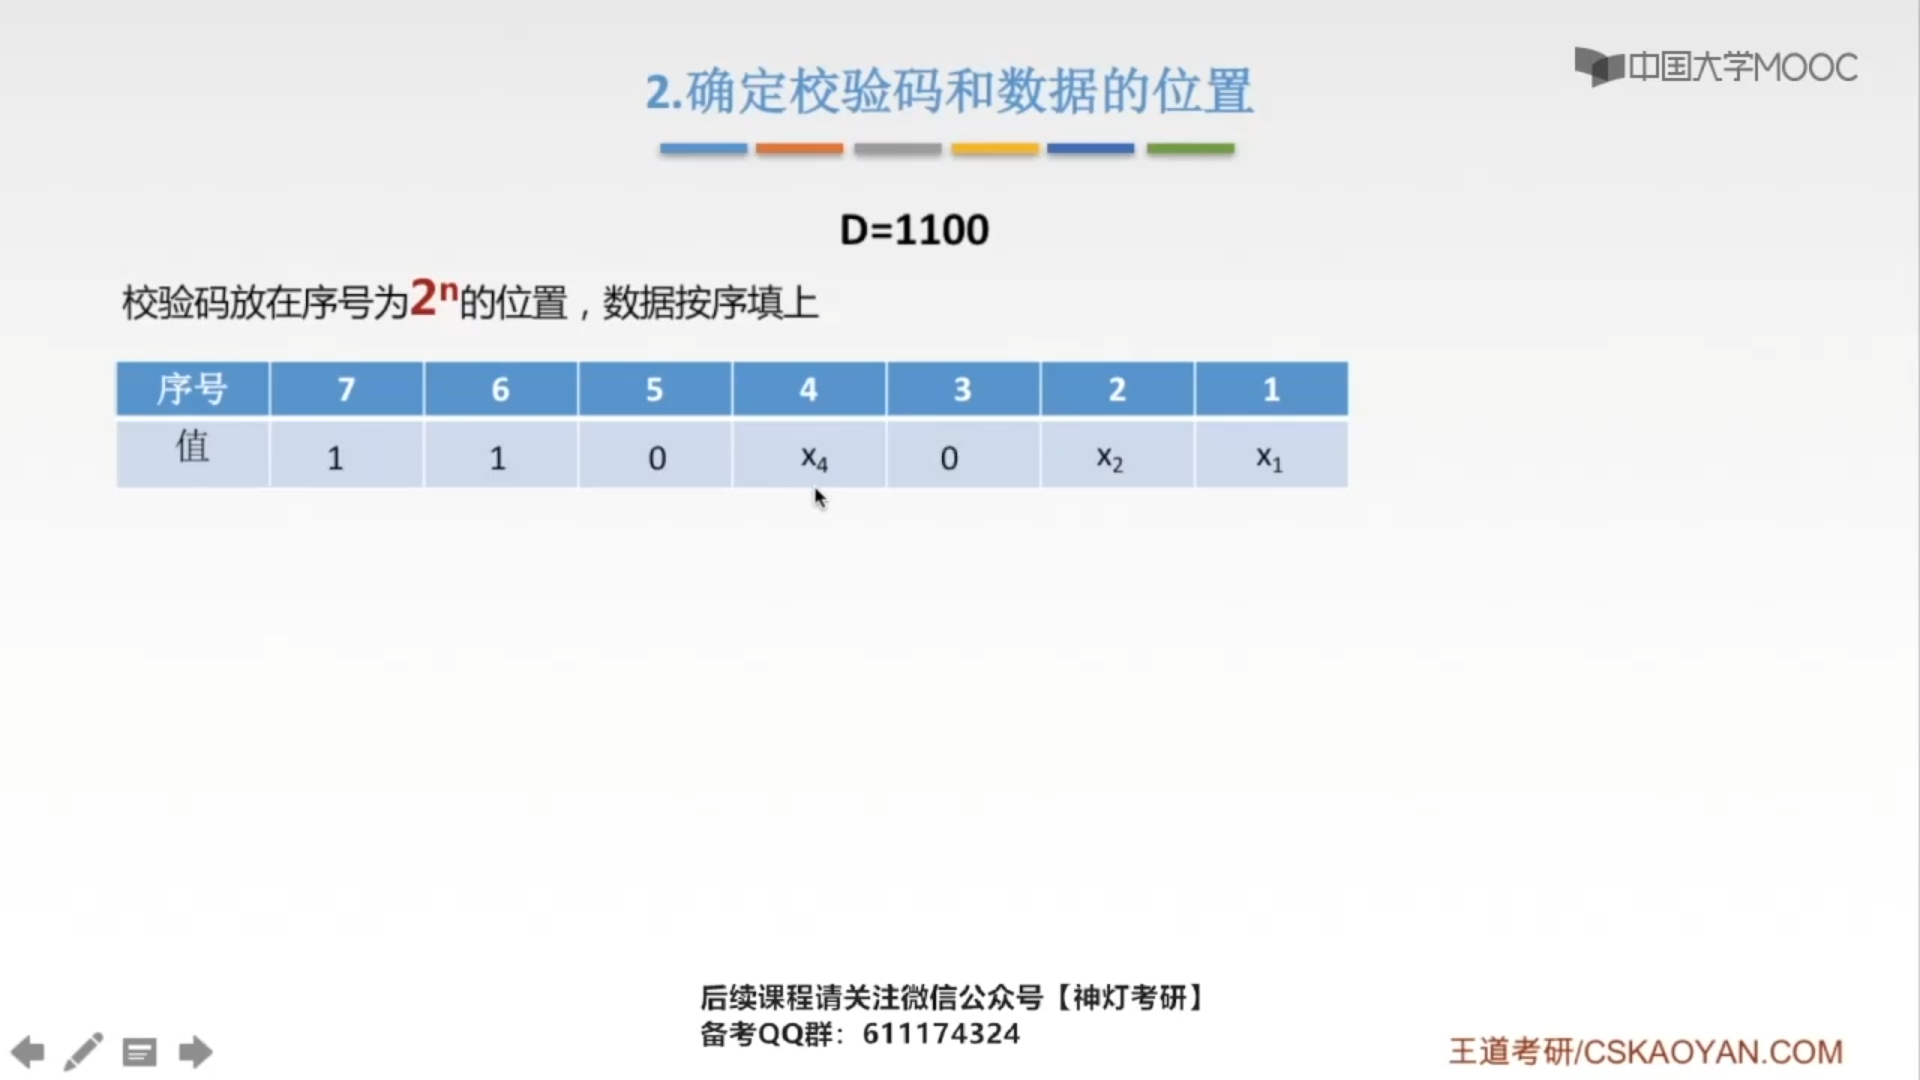 中国大学MOOC
2.确定校验码和数据的位置
D=1100
校验码放在序号为2ⁿ的位置，数据按序填上
序号 7 6 5 4 3 2 1
值 1 1 0 x₄ 0 x₂ x₁
后续课程请关注微信公众号【神灯考研】
备考QQ群：611174324
王道考研/CSKAOYAN.COM